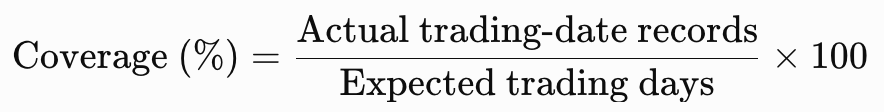 Coverage (%) = Actual trading-date records / Expected trading days × 100